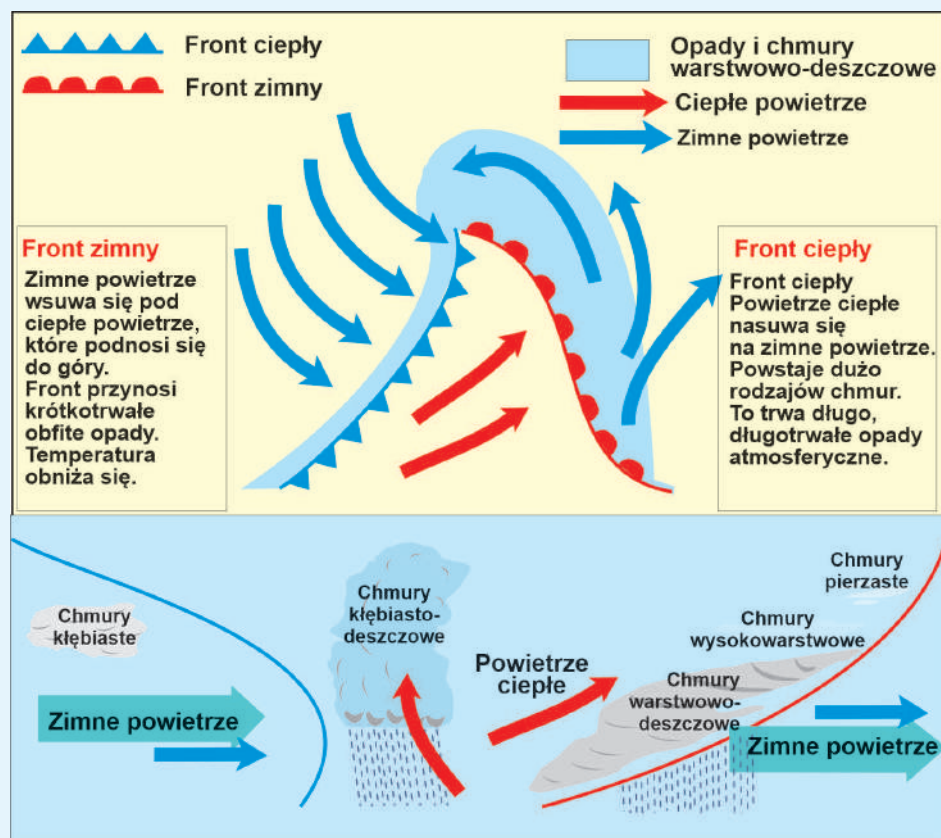 Front ciepły
Front zimny
Opady i chmury
warstwowo-deszczowe
Ciepłe powietrze
Zimne powietrze
Front zimny
Zimne powietrze
wsuwa się pod
ciepłe powietrze,
które podnosi się
do góry.
Front przynosi
krótkotrwałe
obfite opady.
Temperatura
obniża się.
Front ciepły
Front ciepły
Powietrze ciepłe
nasuwa się
na zimne powietrze.
Powstaje dużo
rodzajów chmur.
To trwa długo,
długotrwałe opady
atmosferyczne.
Chmury
kłębiaste
Zimne powietrze
Chmury
kłębiasto-
deszczowe
Powietrze
ciepłe
Chmury
pierzaste
Chmury
wysokowarstwowe
Chmury
warstwowo-
deszczowe
Zimne powietrze